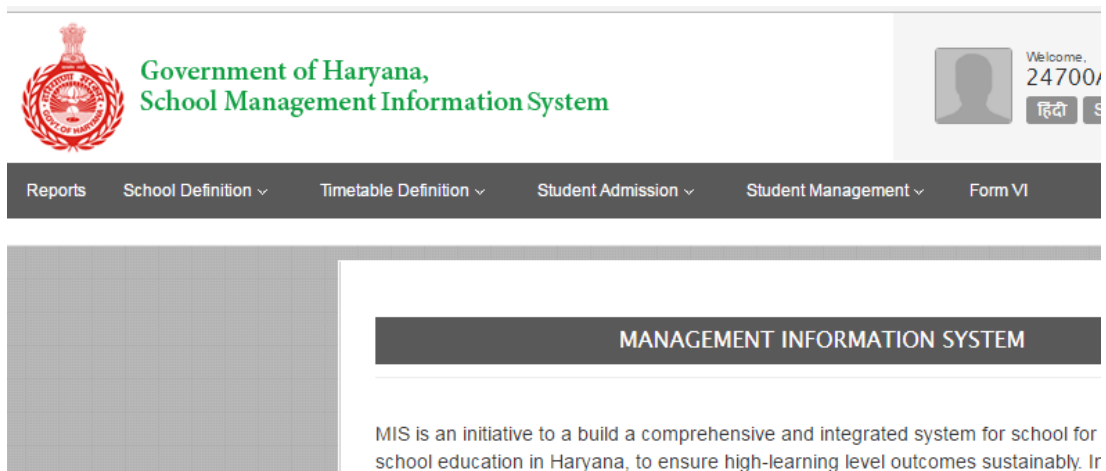 Government of Haryana,
School Management Information System
Welcome,
24700
हिंदी
Reports School Definition Timetable Definition Student Admission Student Management Form VI
MANAGEMENT INFORMATION SYSTEM
MIS is an initiative to a build a comprehensive and integrated system for school for
school education in Haryana, to ensure high-learning level outcomes sustainably. In